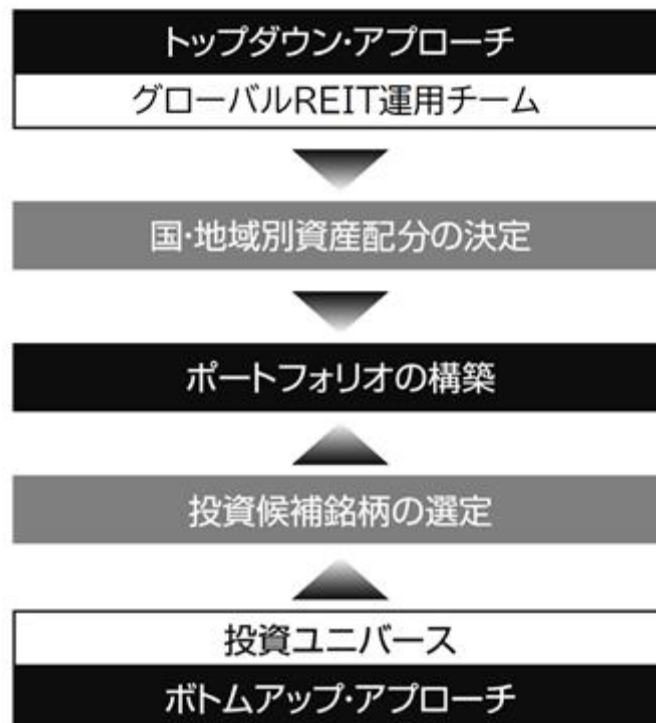 トップダウン・アプローチ
グローバルREIT運用チーム
国・地域別資産配分の決定
ポートフォリオの構築
投資候補銘柄の選定
投資ユニバース
ボトムアップ・アプローチ